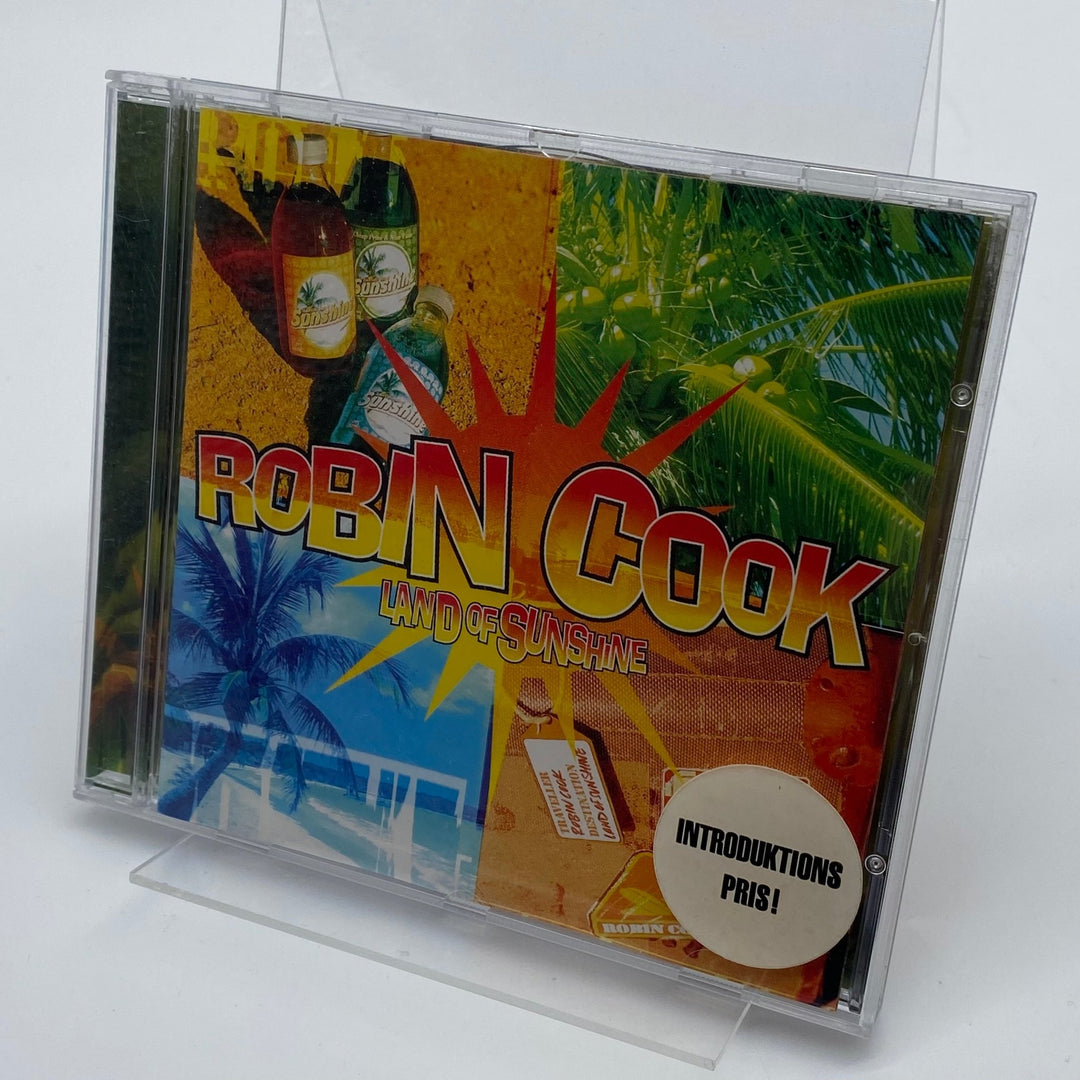 Sunshine
Sunshine
Sunshine
ROBIN COOK
LAND OF SUNSHINE
TRAVELLER
ROBIN COOK
DESTINATION
LAND OF SUNSHINE
INTRODUKTIONS
PRIS!
ROBIN